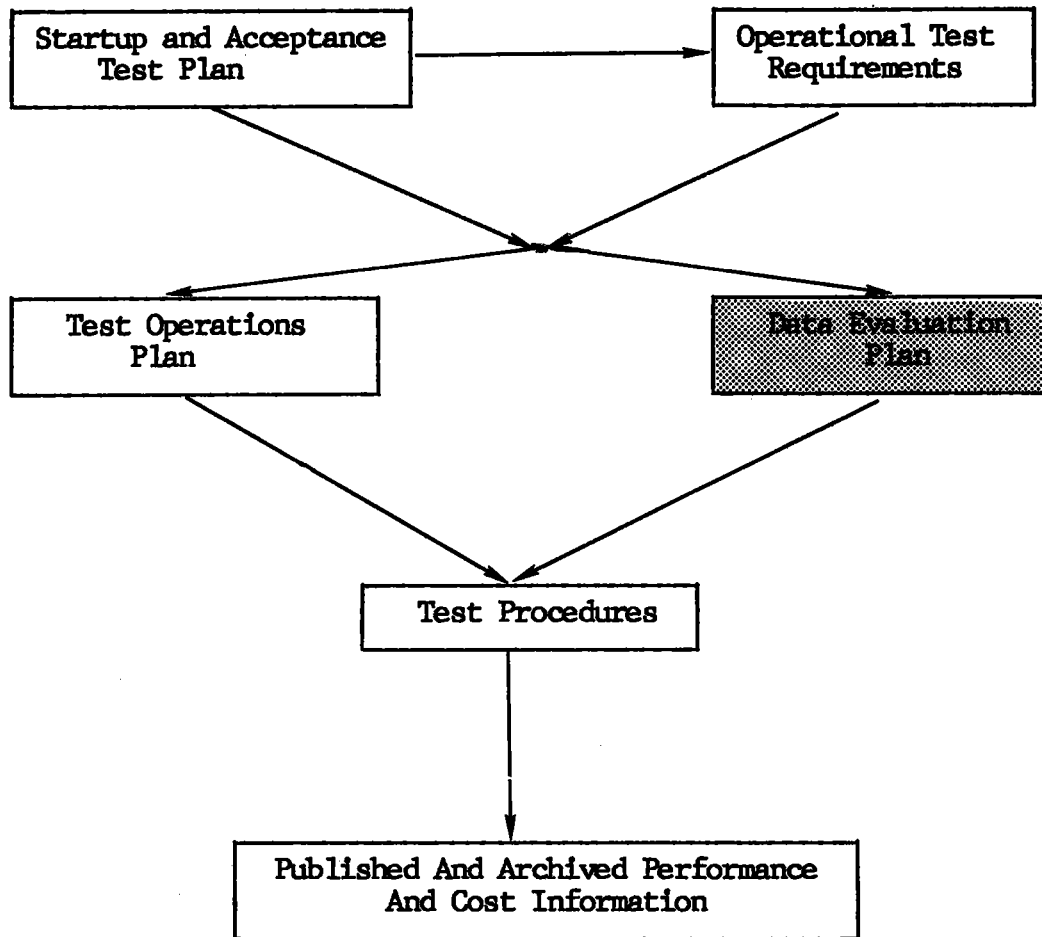 Startup and Acceptance
Test Plan
Operational Test
Requirements
Test Operations
Plan
Data Evaluation
Plan
Test Procedures
Published And Archived Performance
And Cost Information